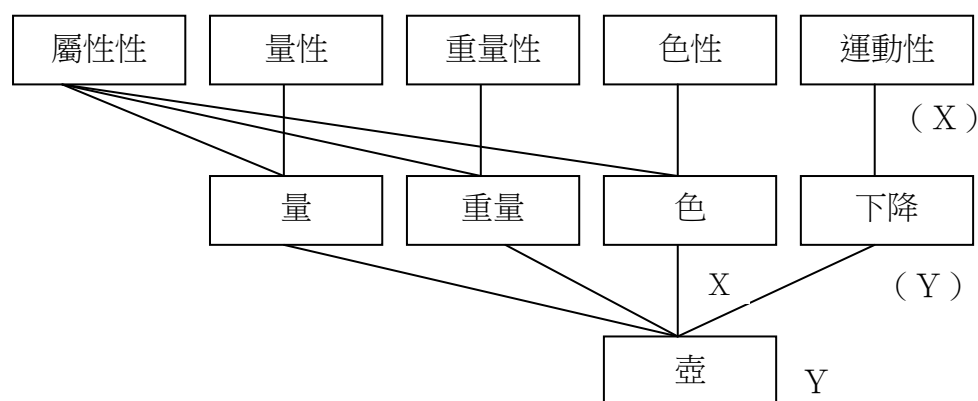 屬性性 量性 重量性 色性 運動性
（X）
量 重量 色 下降
X （Y）
壺 Y